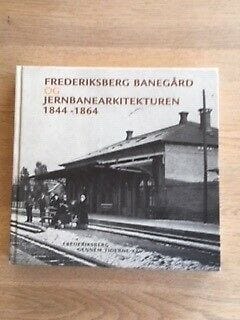 FREDERIKSBERG BANEGÅRD
OG
JERNBANEARKITEKTUREN
1844-1864
FREDERIKSBERG
GENNEM TIDERNE